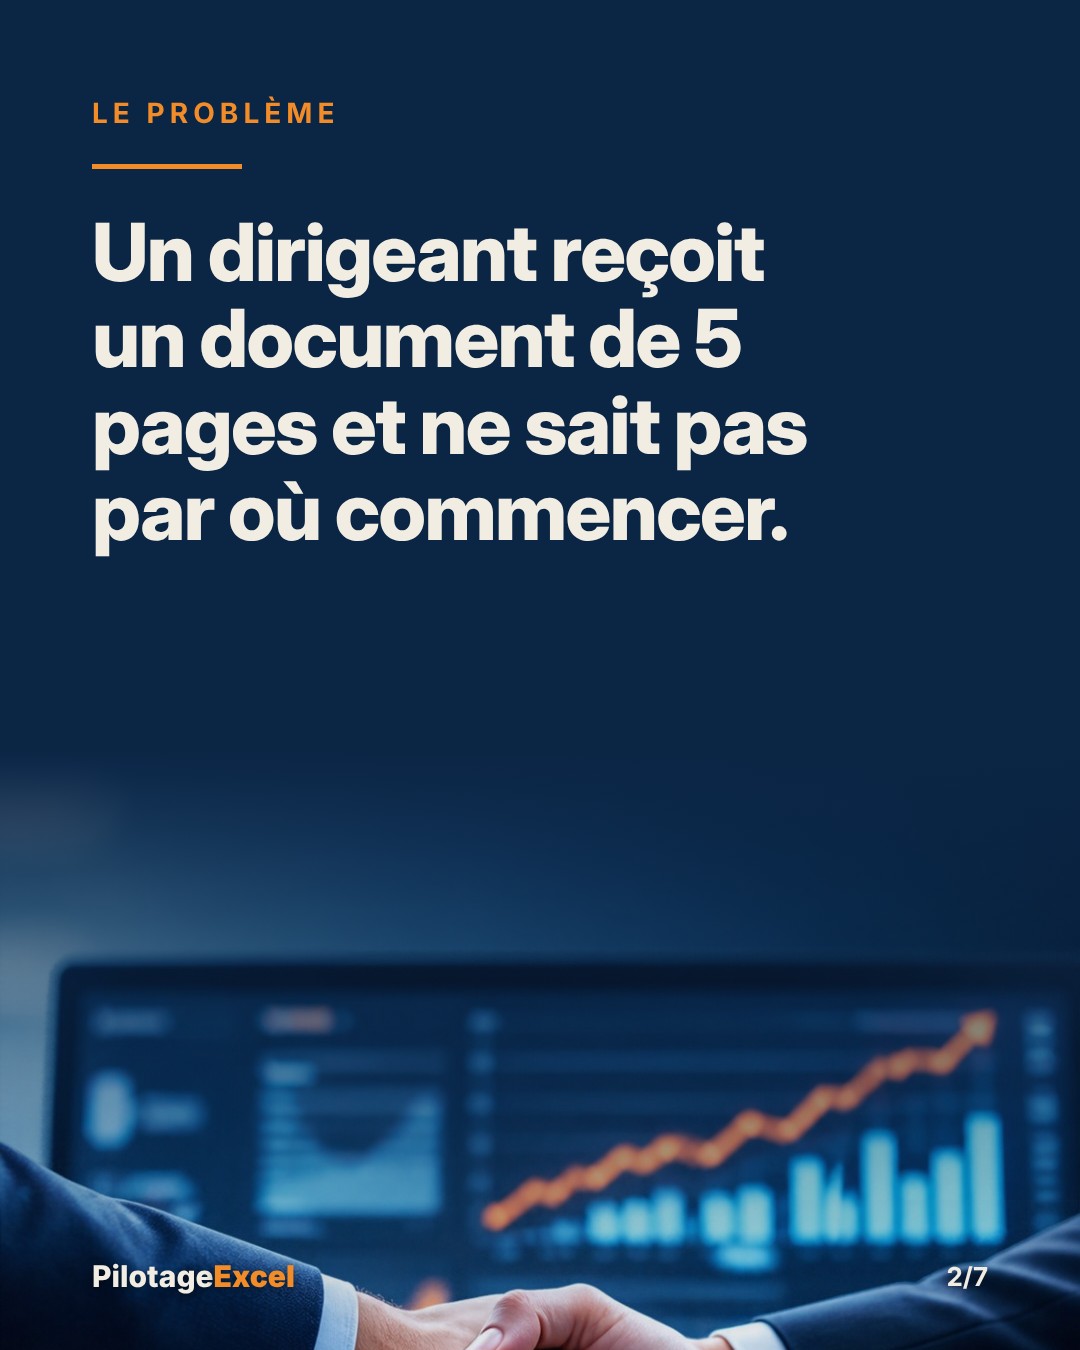 LE PROBLÈME
Un dirigeant reçoit
un document de 5
pages et ne sait pas
par où commencer.
PilotageExcel
2/7